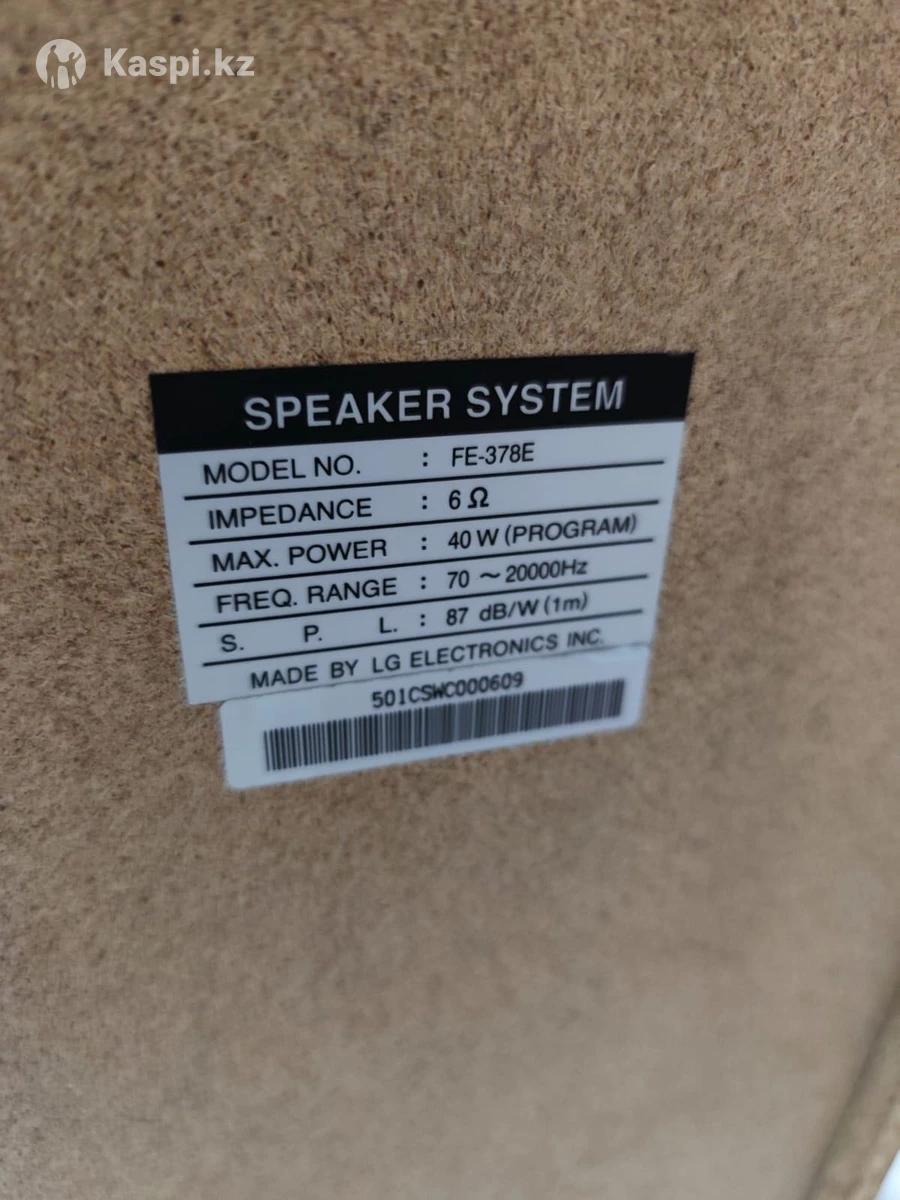 Kaspi.kz
SPEAKER SYSTEM
MODEL NO. : FE-378E
IMPEDANCE : 6 Ω
MAX. POWER : 40 W (PROGRAM)
FREQ. RANGE : 70 ~ 20000Hz
S. P. L. : 87 dB/W (1m)
MADE BY LG ELECTRONICS INC.
501CSWC000609